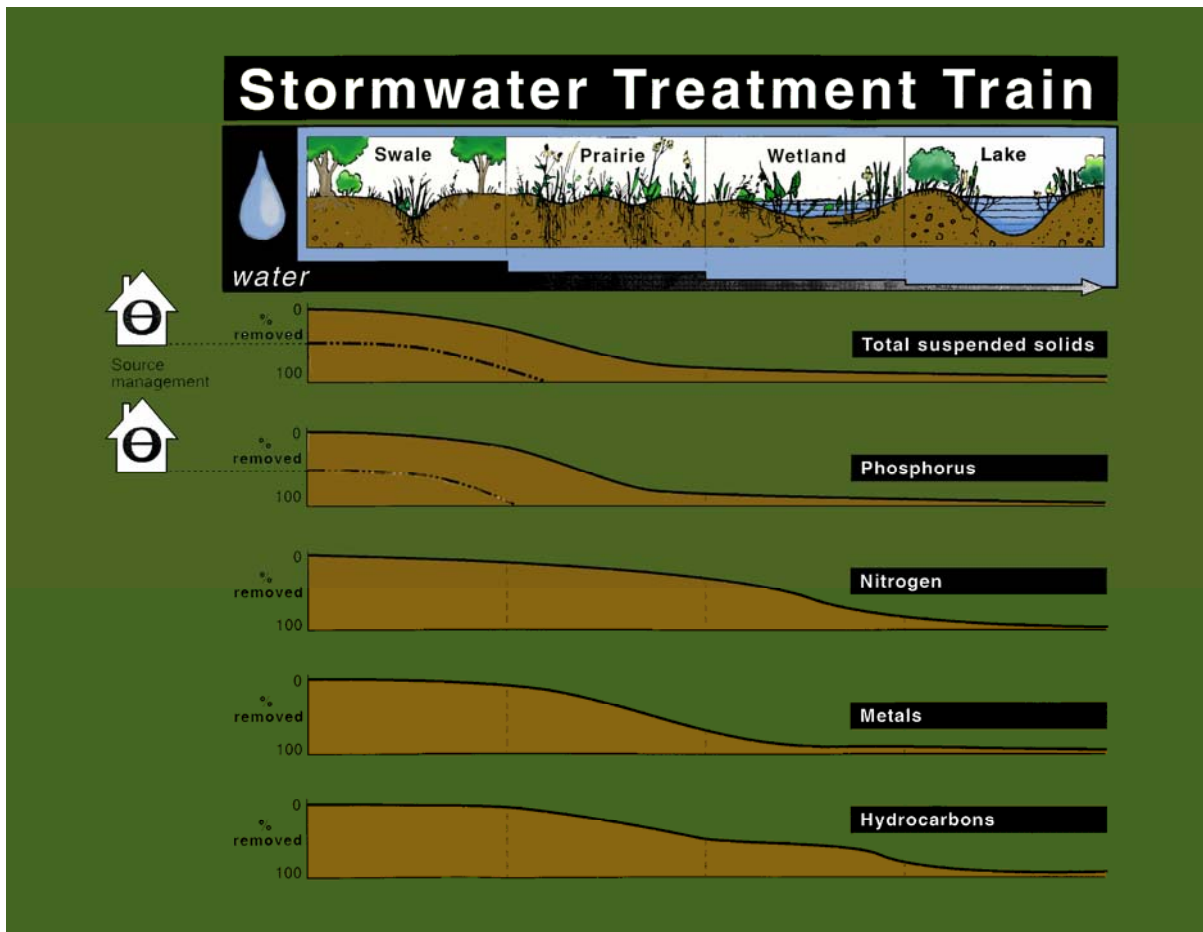 Stormwater Treatment Train
Swale
Prairie
Wetland
Lake
water
Source
management
0
%
removed
100
Total suspended solids
0
%
removed
100
Phosphorus
0
%
removed
100
Nitrogen
0
%
removed
100
Metals
0
%
removed
100
Hydrocarbons